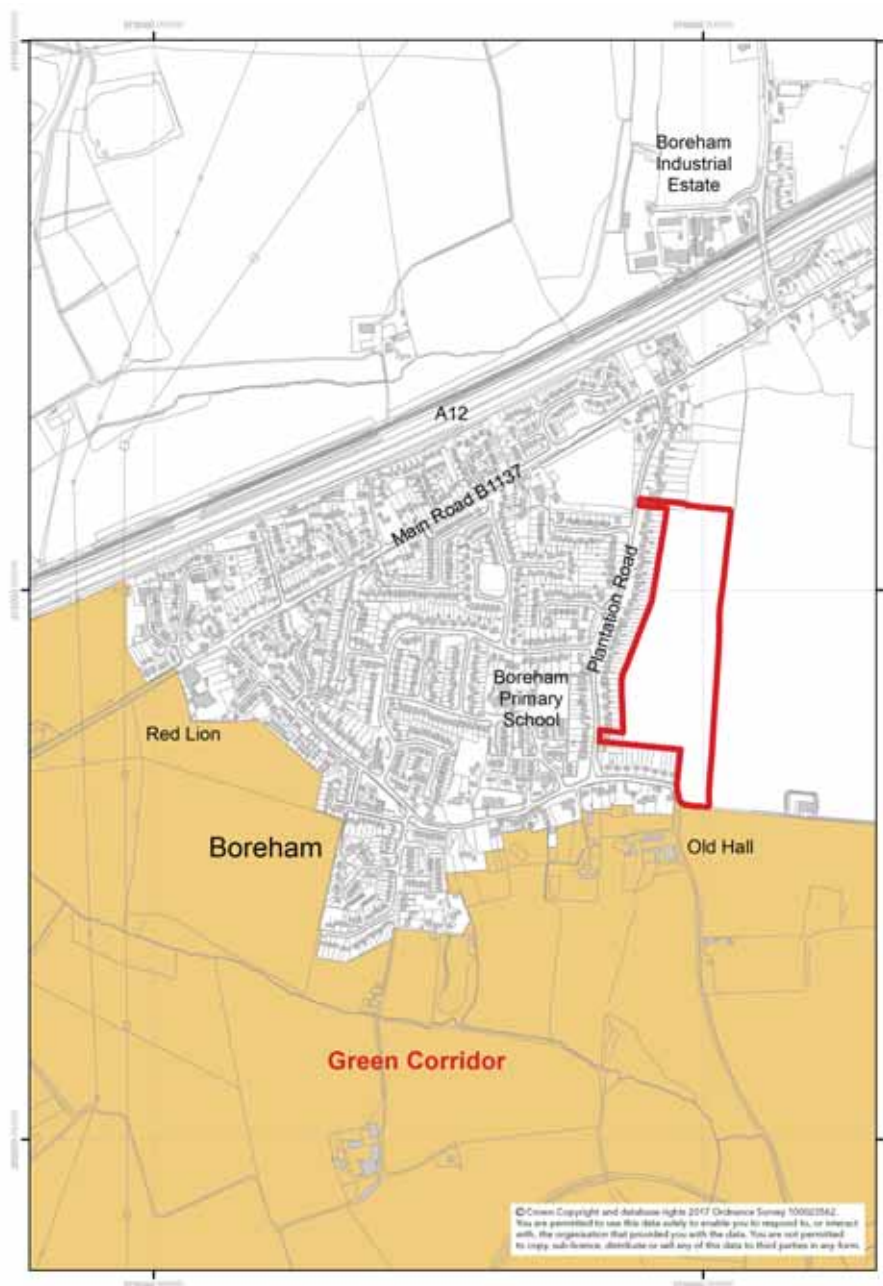 Boreham
Industrial
Estate
A12
Main Road B1137
Plantation Road
Boreham
Primary
School
Red Lion
Boreham
Old Hall
Green Corridor
© Crown Copyright and database rights 2017 Ordnance Survey 100023562.
You are permitted to use this data solely to enable you to respond to, or interact
with, the organisation that provided you with the data. You are not permitted
to copy, sub-licence, distribute or sell any of this data to third parties in any form.